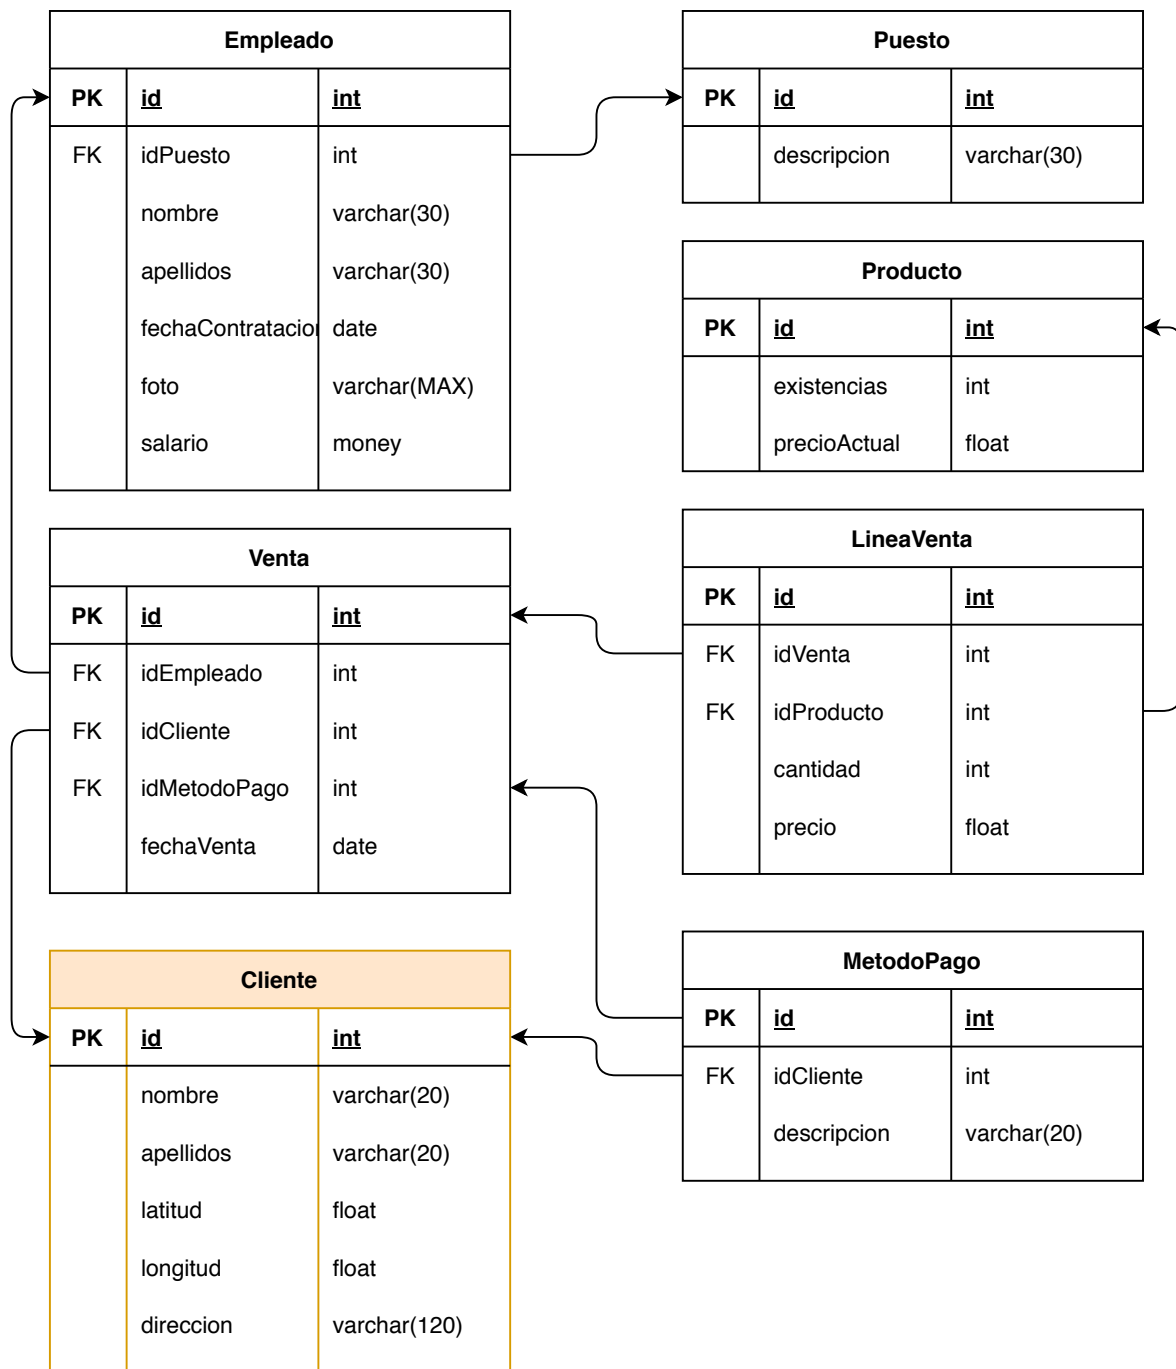 Empleado
PK id int
FK idPuesto int
nombre varchar(30)
apellidos varchar(30)
fechaContratacion date
foto varchar(MAX)
salario money
Puesto
PK id int
descripcion varchar(30)
Producto
PK id int
existencias int
precioActual float
Venta
PK id int
FK idEmpleado int
FK idCliente int
FK idMetodoPago int
fechaVenta date
LineaVenta
PK id int
FK idVenta int
FK idProducto int
cantidad int
precio float
Cliente
PK id int
nombre varchar(20)
apellidos varchar(20)
latitud float
longitud float
direccion varchar(120)
MetodoPago
PK id int
FK idCliente int
descripcion varchar(20)